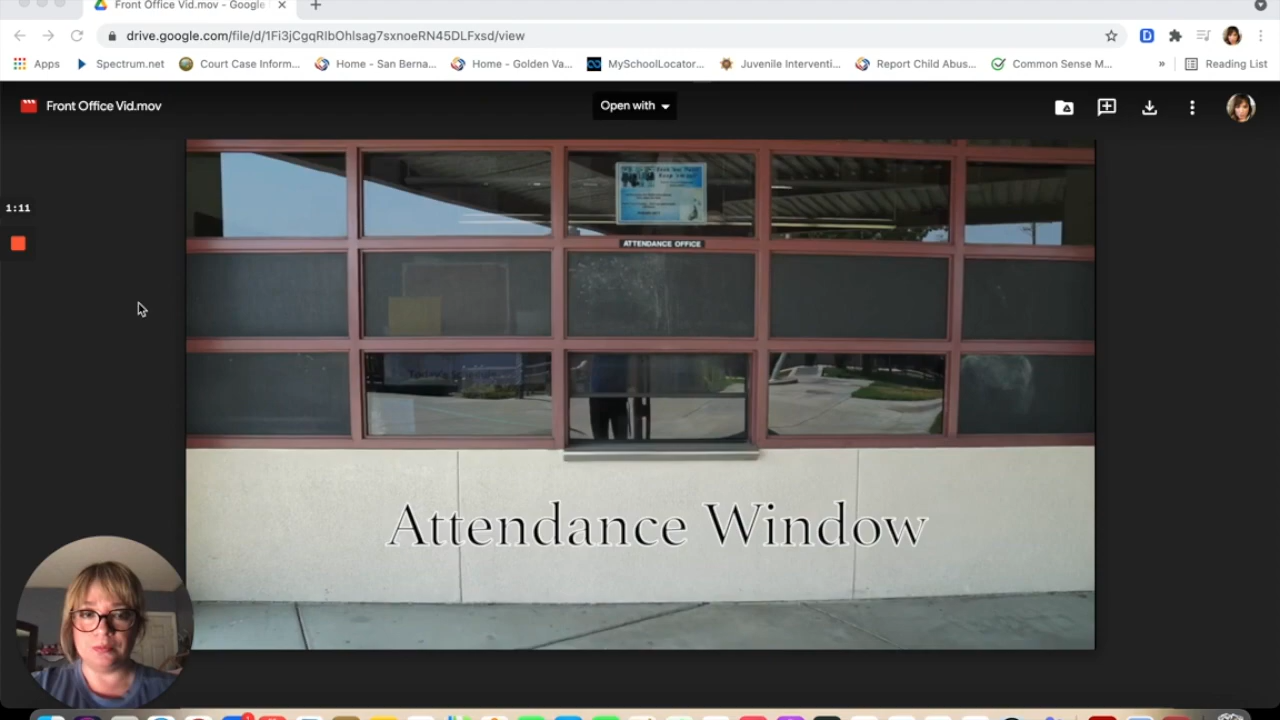 Front Office Vid.mov - Google
drive.google.com/file/d/1Fi3jCgqRIbOhlsag7sxnoeRN45DLFxsd/view
Apps Spectrum.net Court Case Inform... Home - San Berna... Home - Golden Va... MySchoolLocator... Juvenile Interventi... Report Child Abus... Common Sense M... » Reading List
Front Office Vid.mov
Open with
1:11
ATTENDANCE OFFICE
Attendance Window